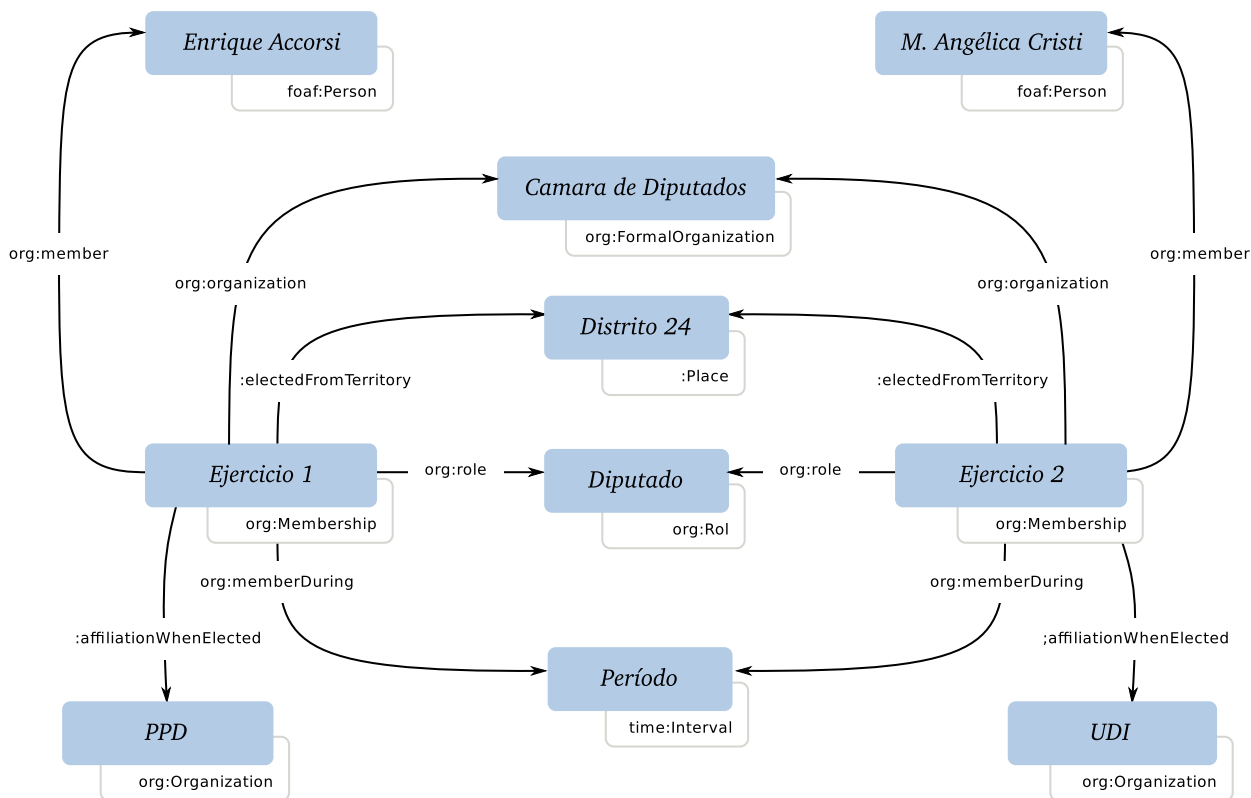 Enrique Accorsi
M. Angélica Cristi
foaf:Person
foaf:Person
Camara de Diputados
org:FormalOrganization
org:member
org:member
org:organization
org:organization
Distrito 24
:Place
:electedFromTerritory
:electedFromTerritory
Ejercicio 1
org:role
Diputado
org:role
Ejercicio 2
org:Membership
org:Rol
org:Membership
org:memberDuring
org:memberDuring
:affiliationWhenElected
;affiliationWhenElected
Período
time:Interval
PPD
UDI
org:Organization
org:Organization